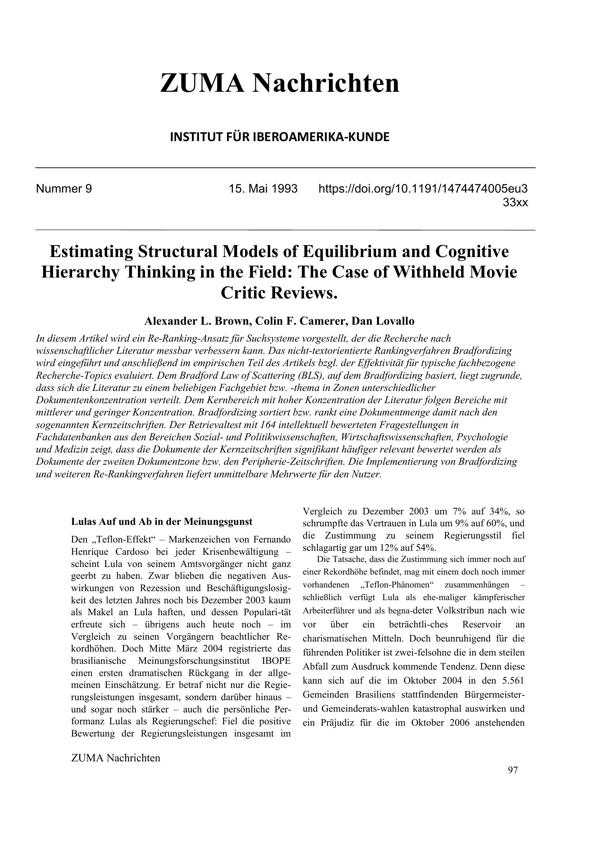 ZUMA Nachrichten
INSTITUT FÜR IBEROAMERIKA-KUNDE
Nummer 9 15. Mai 1993 https://doi.org/10.1191/1474474005eu3
33xx
Estimating Structural Models of Equilibrium and Cognitive
Hierarchy Thinking in the Field: The Case of Withheld Movie
Critic Reviews.
Alexander L. Brown, Colin F. Camerer, Dan Lovallo
In diesem Artikel wird ein Re-Ranking-Ansatz für Suchsysteme vorgestellt, der die Recherche nach
wissenschaftlicher Literatur messbar verbessern kann. Das nicht-textorientierte Rankingverfahren Bradfordizing
wird eingeführt und anschließend im empirischen Teil des Artikels bzgl. der Effektivität für typische fachbezogene
Recherche-Topics evaluiert. Dem Bradford Law of Scattering (BLS), auf dem Bradfordizing basiert, liegt zugrunde,
dass sich die Literatur zu einem beliebigen Fachgebiet bzw. -thema in Zonen unterschiedlicher
Dokumentenkonzentration verteilt. Dem Kernbereich mit hoher Konzentration der Literatur folgen Bereiche mit
mittlerer und geringer Konzentration. Bradfordizing sortiert bzw. rankt eine Dokumentmenge damit nach den
sogenannten Kernzeitschriften. Der Retrievaltest mit 164 intellektuell bewerteten Fragestellungen in
Fachdatenbanken aus den Bereichen Sozial- und Politikwissenschaften, Wirtschaftswissenschaften, Psychologie
und Medizin zeigt, dass die Dokumente der Kernzeitschriften signifikant häufiger relevant bewertet werden als
Dokumente der zweiten Dokumentzone bzw. den Peripherie-Zeitschriften. Die Implementierung von Bradfordizing
und weiteren Re-Rankingverfahren liefert unmittelbare Mehrwerte für den Nutzer.
Lulas Auf und Ab in der Meinungsgunst
Den „Teflon-Effekt“ – Markenzeichen von Fernando
Henrique Cardoso bei jeder Krisenbewältigung –
scheint Lula von seinem Amtsvorgänger nicht ganz
geerbt zu haben. Zwar blieben die negativen Aus-
wirkungen von Rezession und Beschäftigungslosig-
keit des letzten Jahres noch bis Dezember 2003 kaum
als Makel an Lula haften, und dessen Populari-tät
erfreute sich – übrigens auch heute noch – im
Vergleich zu seinen Vorgängern beachtlicher Re-
kordhöhen. Doch Mitte März 2004 registrierte das
brasilianische Meinungsforschungsinstitut IBOPE
einen ersten dramatischen Rückgang in der allge-
meinen Einschätzung. Er betraf nicht nur die Regie-
rungsleistungen insgesamt, sondern darüber hinaus –
und sogar noch stärker – auch die persönliche Per-
formanz Lulas als Regierungschef: Fiel die positive
Bewertung der Regierungsleistungen insgesamt im
Vergleich zu Dezember 2003 um 7% auf 34%, so
schrumpfte das Vertrauen in Lula um 9% auf 60%, und
die Zustimmung zu seinem Regierungsstil fiel
schlagartig gar um 12% auf 54%.
Die Tatsache, dass die Zustimmung sich immer noch auf
einer Rekordhöhe befindet, mag mit einem doch noch immer
vorhandenen „Teflon-Phänomen“ zusammenhängen –
schließlich verfügt Lula als ehe-maliger kämpferischer
Arbeiterführer und als begna-deter Volkstribun nach wie
vor über ein beträchtli-ches Reservoir an
charismatischen Mitteln. Doch beunruhigend für die
führenden Politiker ist zwei-felsohne die in dem steilen
Abfall zum Ausdruck kommende Tendenz. Denn diese
kann sich auf die im Oktober 2004 in den 5.561
Gemeinden Brasiliens stattfindenden Bürgermeister-
und Gemeinderats-wahlen katastrophal auswirken und
ein Präjudiz für die im Oktober 2006 anstehenden
ZUMA Nachrichten
97